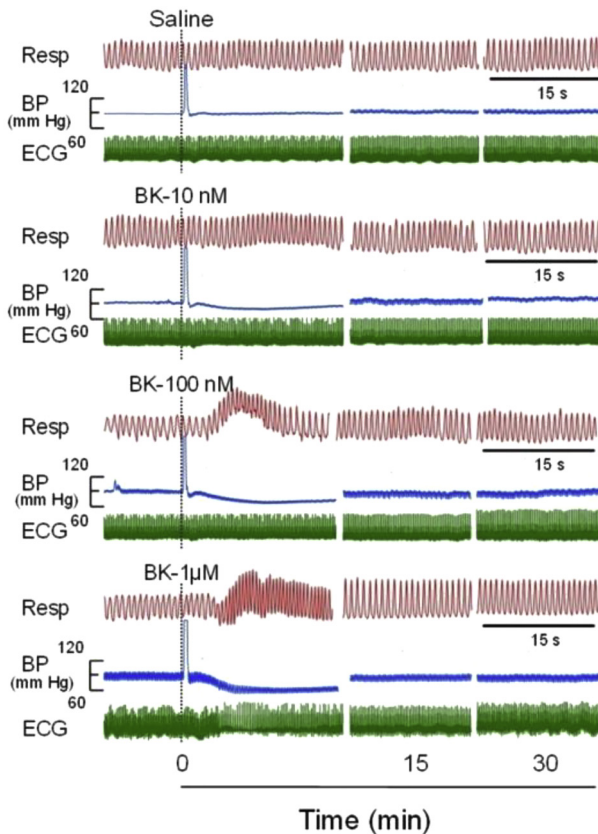 Saline
Resp
15 s
120
BP
(mm Hg)
60
ECG
BK-10 nM
Resp
15 s
120
BP
(mm Hg)
60
ECG
BK-100 nM
Resp
15 s
120
BP
(mm Hg)
60
ECG
BK-1µM
Resp
15 s
120
BP
(mm Hg)
60
ECG
0 15 30
Time (min)